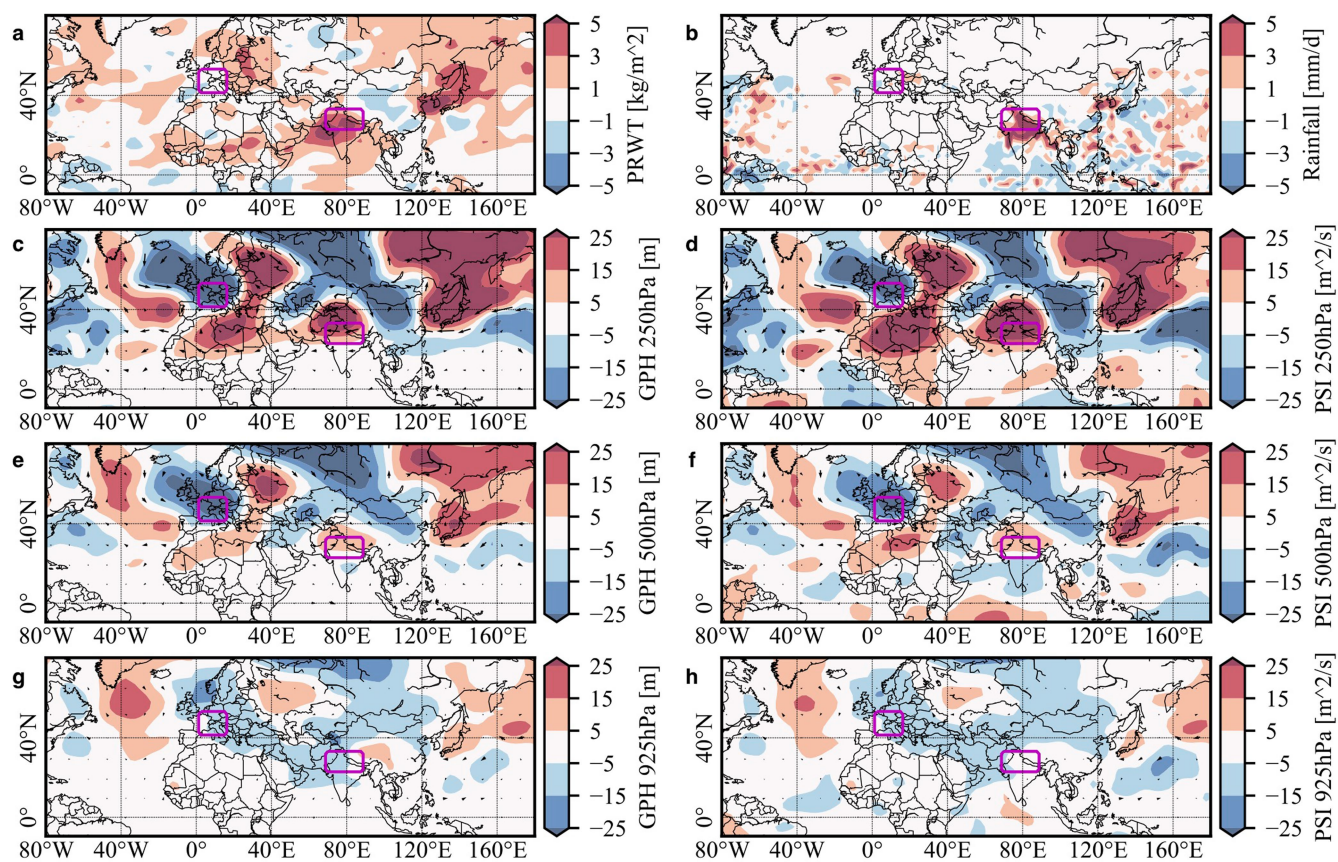 a
40°N
0°
80°W 40°W 0° 40°E 80°E 120°E 160°E
5
3
1
−1
−3
−5
PRWT [kg/m^2]
b
40°N
0°
80°W 40°W 0° 40°E 80°E 120°E 160°E
5
3
1
−1
−3
−5
Rainfall [mm/d]
c
40°N
0°
80°W 40°W 0° 40°E 80°E 120°E 160°E
25
15
5
−5
−15
−25
GPH 250hPa [m]
d
40°N
0°
80°W 40°W 0° 40°E 80°E 120°E 160°E
25
15
5
−5
−15
−25
PSI 250hPa [m^2/s]
e
40°N
0°
80°W 40°W 0° 40°E 80°E 120°E 160°E
25
15
5
−5
−15
−25
GPH 500hPa [m]
f
40°N
0°
80°W 40°W 0° 40°E 80°E 120°E 160°E
25
15
5
−5
−15
−25
PSI 500hPa [m^2/s]
g
40°N
0°
80°W 40°W 0° 40°E 80°E 120°E 160°E
25
15
5
−5
−15
−25
GPH 925hPa [m]
h
40°N
0°
80°W 40°W 0° 40°E 80°E 120°E 160°E
25
15
5
−5
−15
−25
PSI 925hPa [m^2/s]